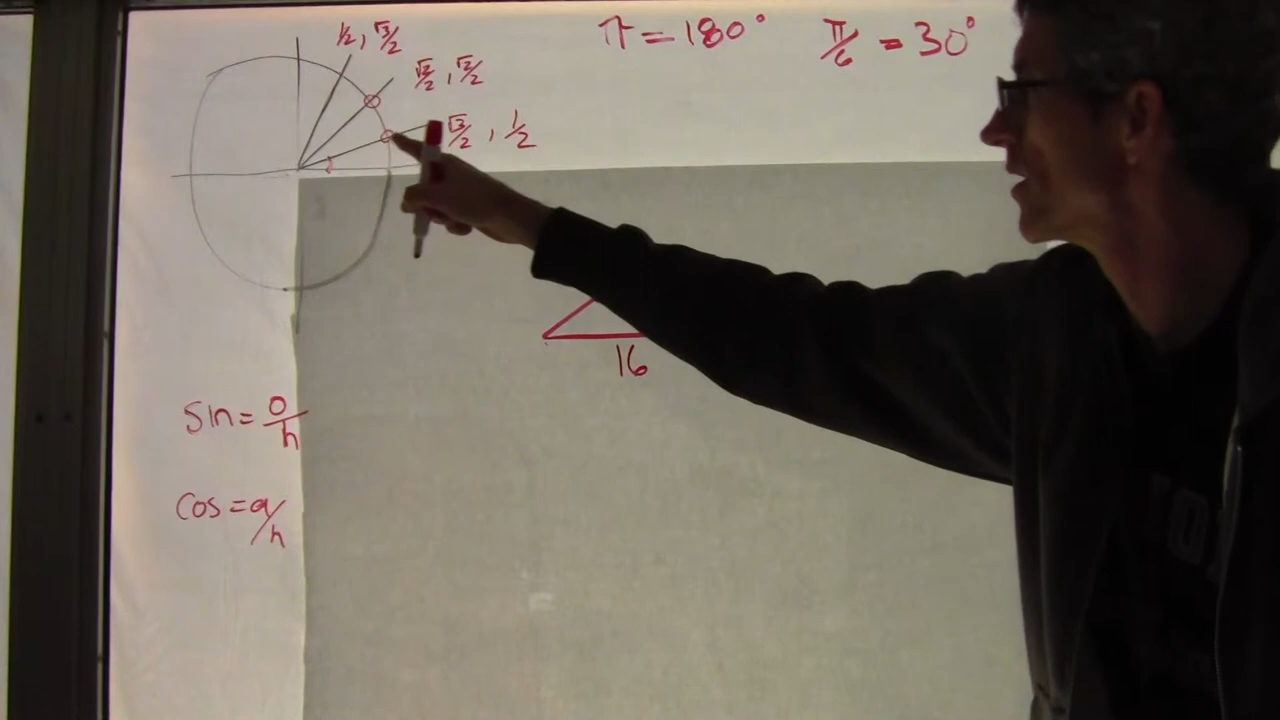 ½, √3/2
π = 180°
π/6 = 30°
√2/2, √2/2
√3/2, 1/2
16
sin = o/h
cos = a/h